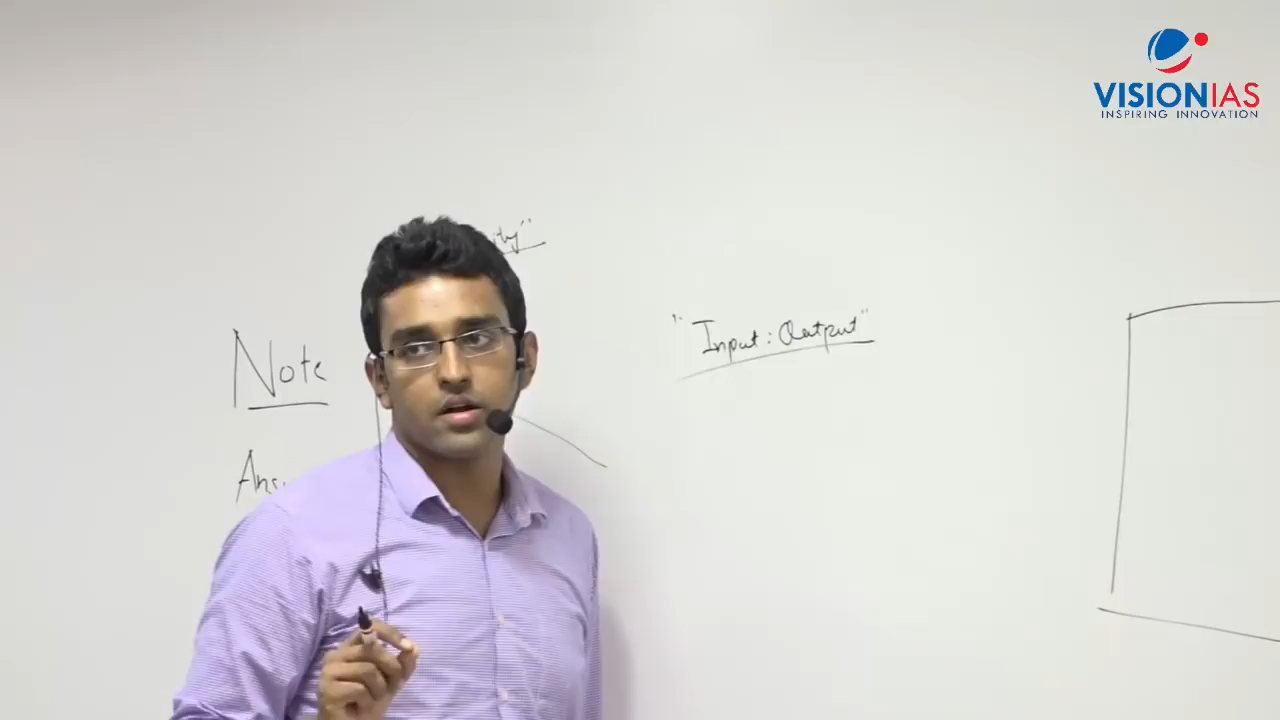 VISIONIAS
INSPIRING INNOVATION
"Input : Output"
Note